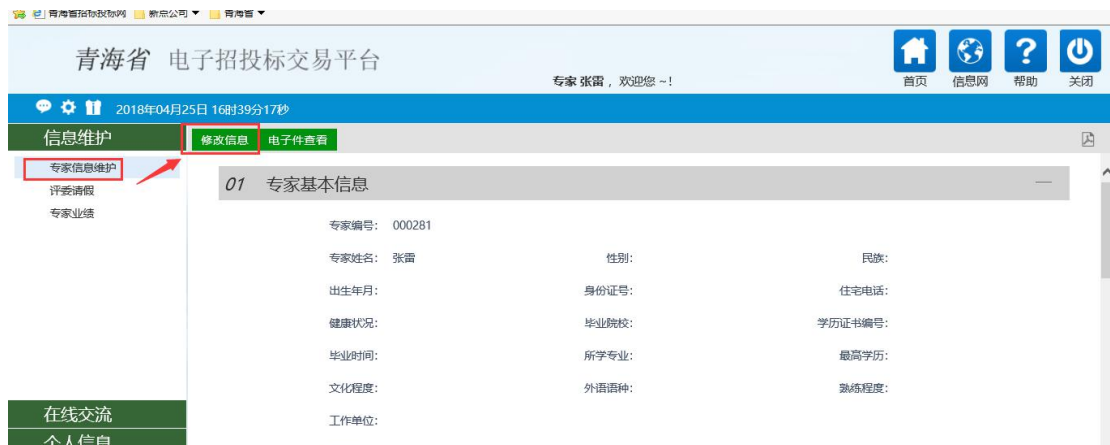 青海省招标投标网 新点公司 青海省
青海省 电子招投标交易平台
专家 张雷，欢迎您 ~！
首页 信息网 帮助 关闭
2018年04月25日 16时39分17秒
信息维护
修改信息 电子件查看
专家信息维护
评委请假
专家业绩
01 专家基本信息
专家编号： 000281
专家姓名： 张雷 性别： 民族：
出生年月： 身份证号： 住宅电话：
健康状况： 毕业院校： 学历证书编号：
毕业时间： 所学专业： 最高学历：
文化程度： 外语语种： 熟练程度：
工作单位：
在线交流
个人信息